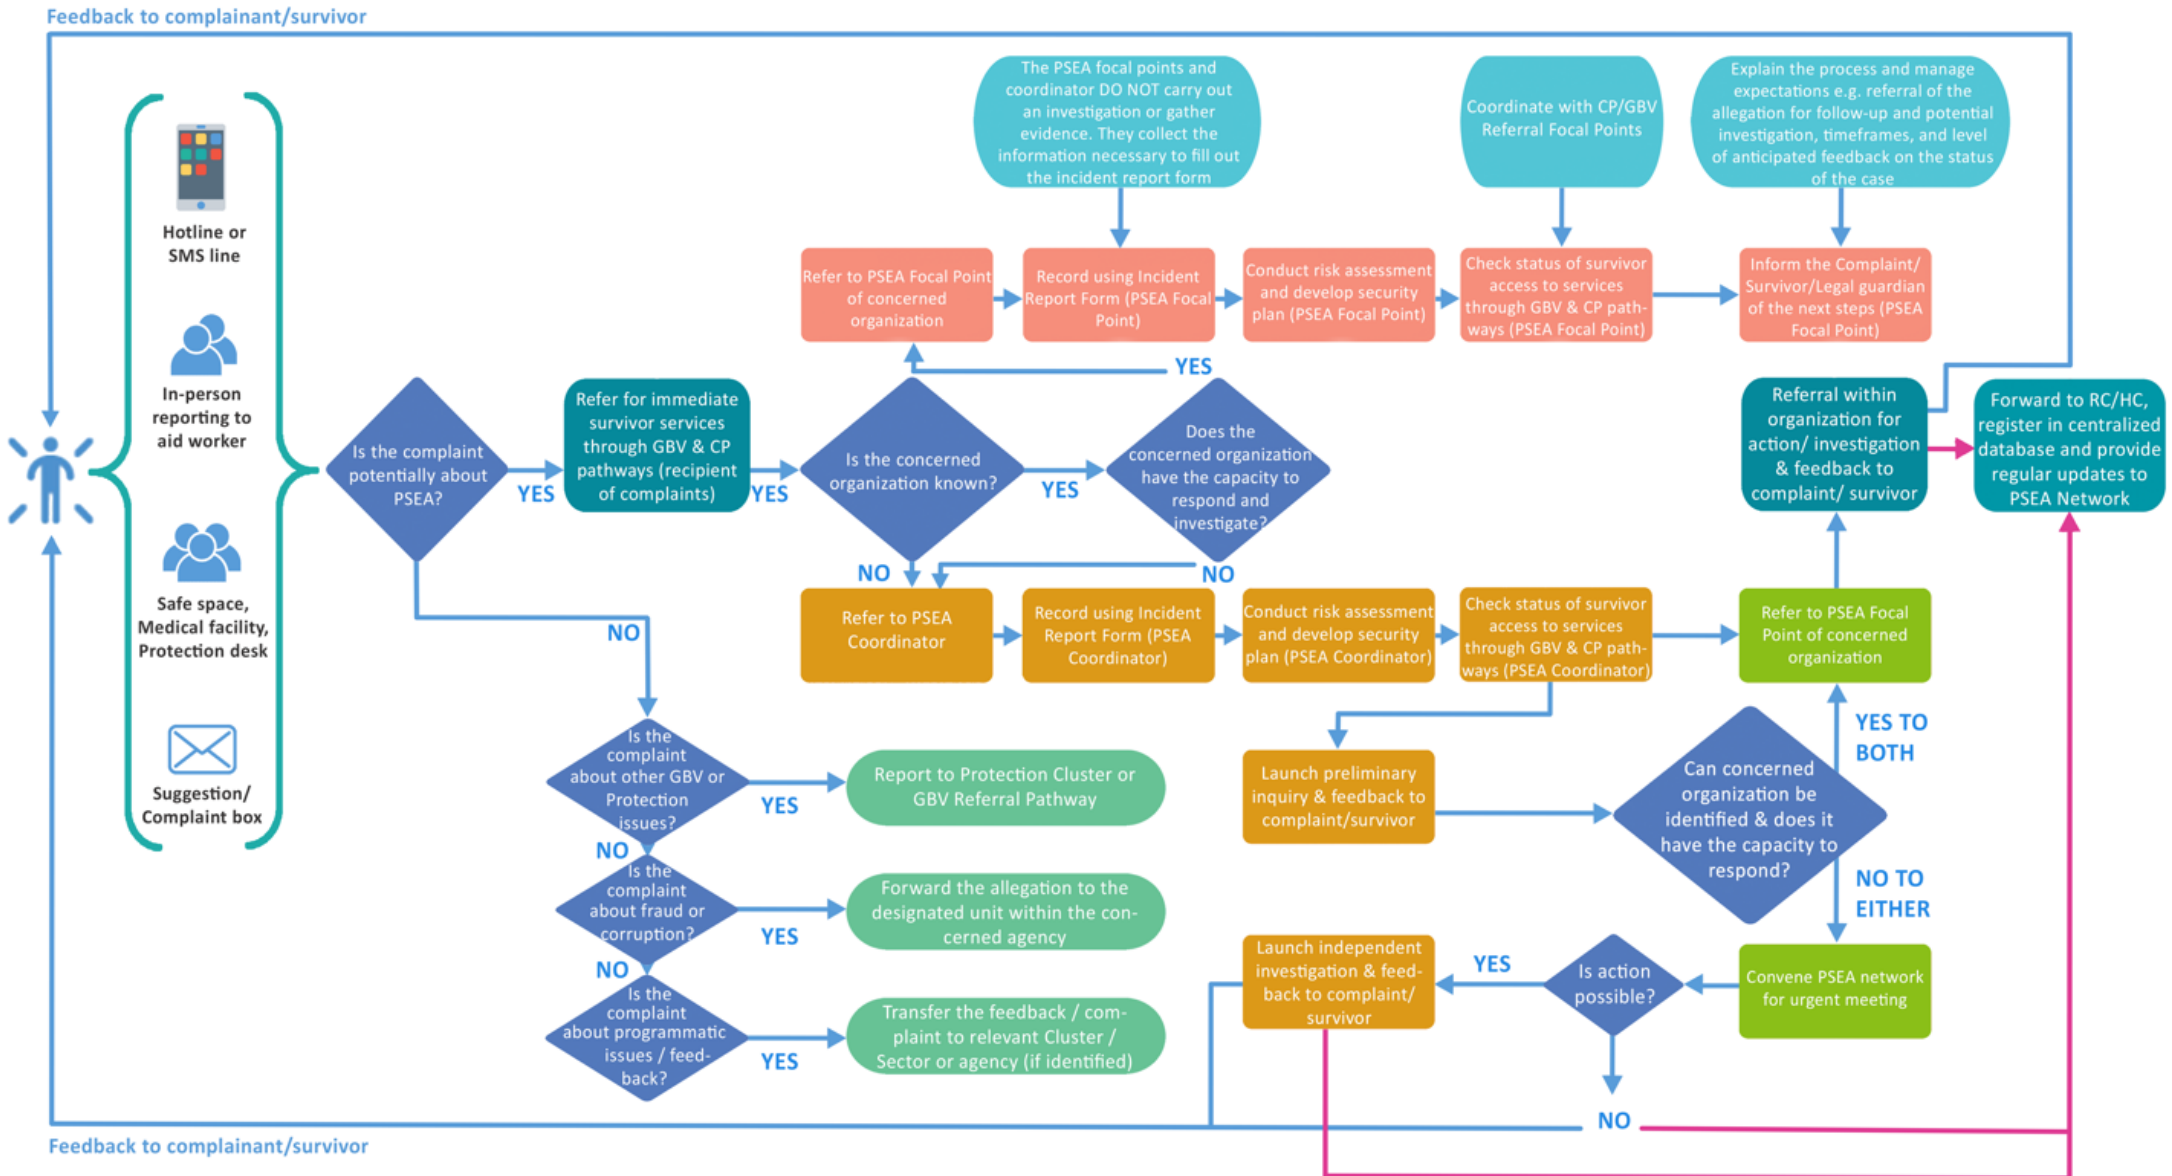 Feedback to complainant/survivor
The PSEA focal points and
coordinator DO NOT carry out
an investigation or gather
evidence. They collect the
information necessary to fill out
the incident report form
Coordinate with CP/GBV
Referral Focal Points
Explain the process and manage
expectations e.g. referral of the
allegation for follow-up and potential
investigation, timeframes, and level
of anticipated feedback on the status
of the case
Hotline or
SMS line
In-person
reporting to
aid worker
Safe space,
Medical facility,
Protection desk
Suggestion/
Complaint box
Refer to PSEA Focal Point
of concerned
organization
Record using Incident
Report Form (PSEA Focal
Point)
Conduct risk assessment
and develop security
plan (PSEA Focal Point)
Check status of survivor
access to services
through GBV & CP path-
ways (PSEA Focal Point)
Inform the Complaint/
Survivor/Legal guardian
of the next steps (PSEA
Focal Point)
YES
Is the complaint
potentially about
PSEA?
YES
Refer for immediate
survivor services
through GBV & CP
pathways (recipient
of complaints)
YES
Is the concerned
organization known?
YES
Does the
concerned organization
have the capacity to
respond and
investigate?
Referral within
organization for
action/ investigation
& feedback to
complaint/ survivor
Forward to RC/HC,
register in centralized
database and provide
regular updates to
PSEA Network
NO
NO
NO
Refer to PSEA
Coordinator
Record using Incident
Report Form (PSEA
Coordinator)
Conduct risk assessment
and develop security
plan (PSEA Coordinator)
Check status of survivor
access to services
through GBV & CP path-
ways (PSEA Coordinator)
Refer to PSEA Focal
Point of concerned
organization
Is the
complaint
about other GBV or
Protection
issues?
YES
Report to Protection Cluster or
GBV Referral Pathway
Launch preliminary
inquiry & feedback to
complaint/survivor
Can concerned
organization be
identified & does it
have the capacity to
respond?
YES TO
BOTH
NO TO
EITHER
NO
Is the
complaint
about fraud or
corruption?
YES
Forward the allegation to the
designated unit within the con-
cerned agency
Launch independent
investigation & feed-
back to complaint/
survivor
YES
Is action
possible?
Convene PSEA network
for urgent meeting
NO
Is the
complaint
about programmatic
issues / feed-
back?
YES
Transfer the feedback / com-
plaint to relevant Cluster /
Sector or agency (if identified)
NO
Feedback to complainant/survivor